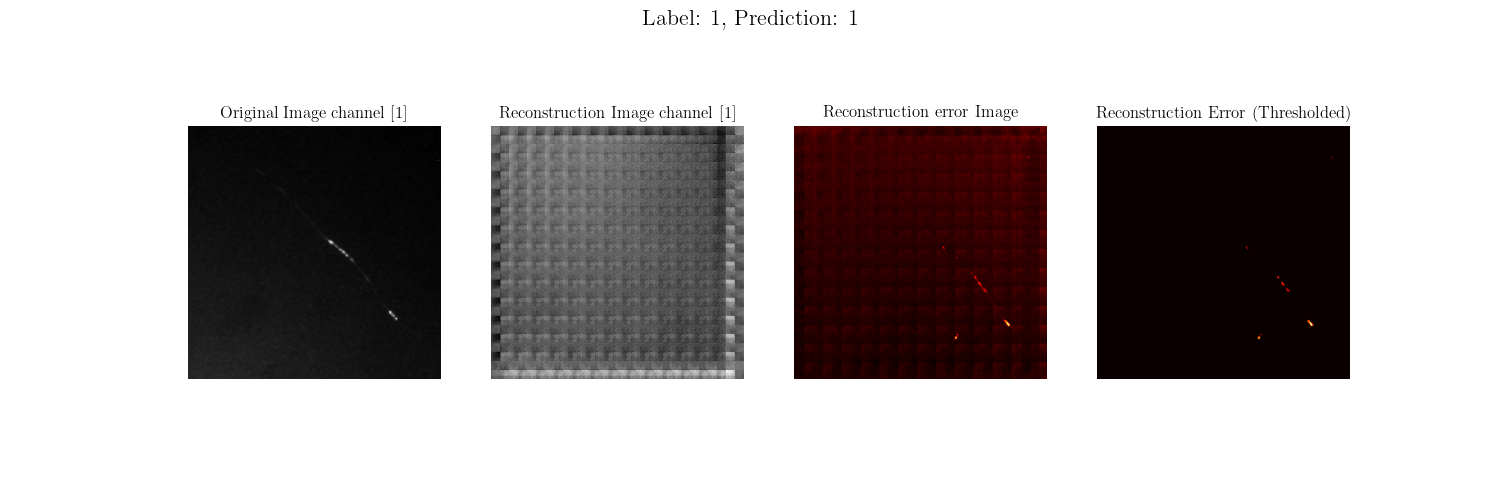 Label: 1, Prediction: 1
Original Image channel [1]
Reconstruction Image channel [1]
Reconstruction error Image
Reconstruction Error (Thresholded)